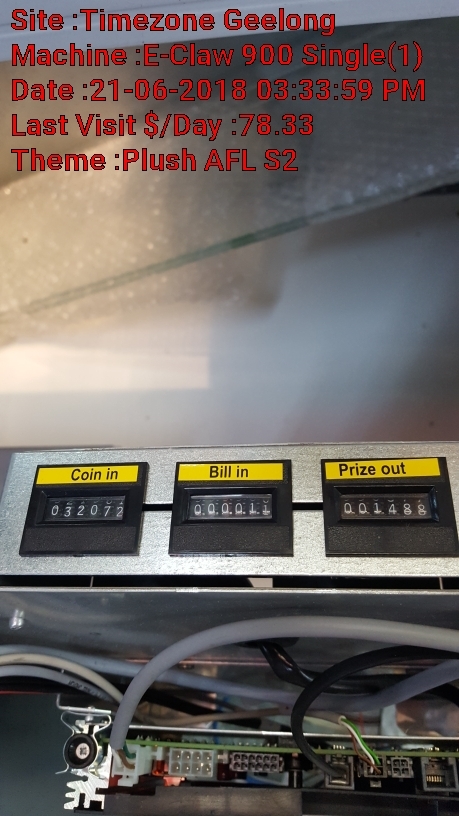 Site :Timezone Geelong
Machine :E-Claw 900 Single(1)
Date :21-06-2018 03:33:59 PM
Last Visit $/Day :78.33
Theme :Plush AFL S2
Coin in
Bill in
Prize out
032072
000011
001488